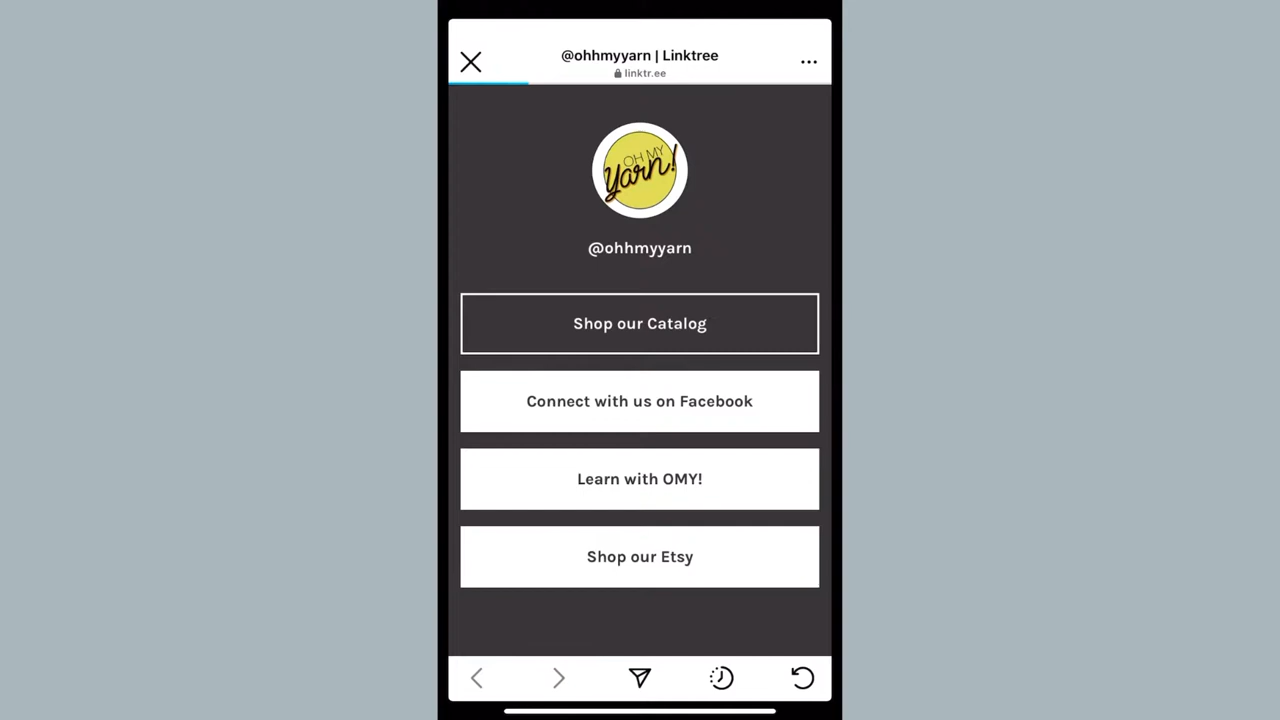 @ohhmyyarn | Linktree
linktr.ee
OH MY
yarn!
@ohhmyyarn
Shop our Catalog
Connect with us on Facebook
Learn with OMY!
Shop our Etsy